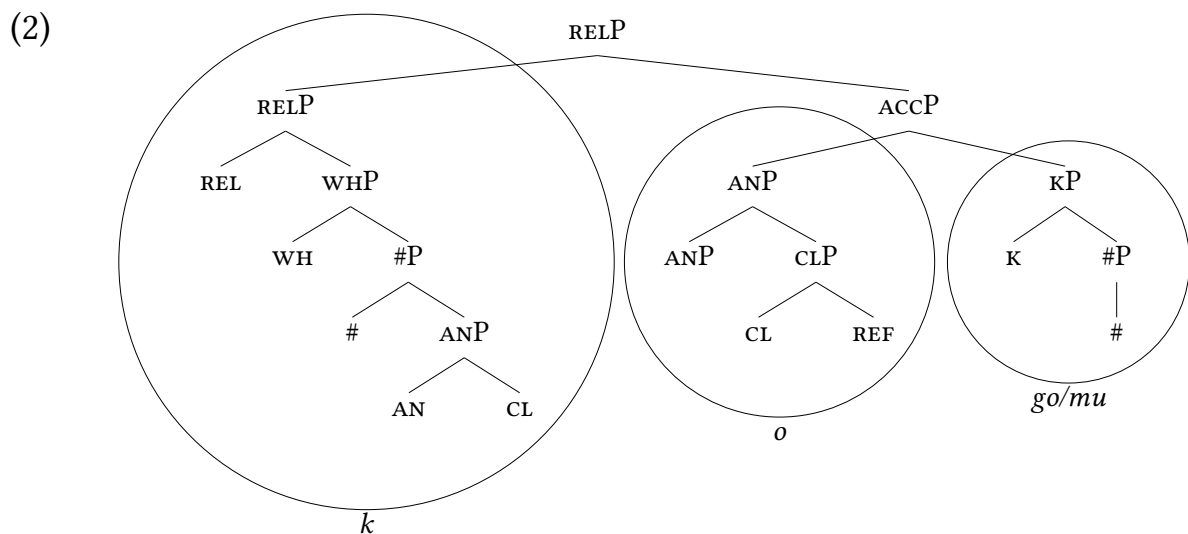 (2)
RELP
RELP ACCP
REL WHP ANP KP
WH #P ANP CLP K #P
# ANP CL REF #
AN CL
go/mu
o
k